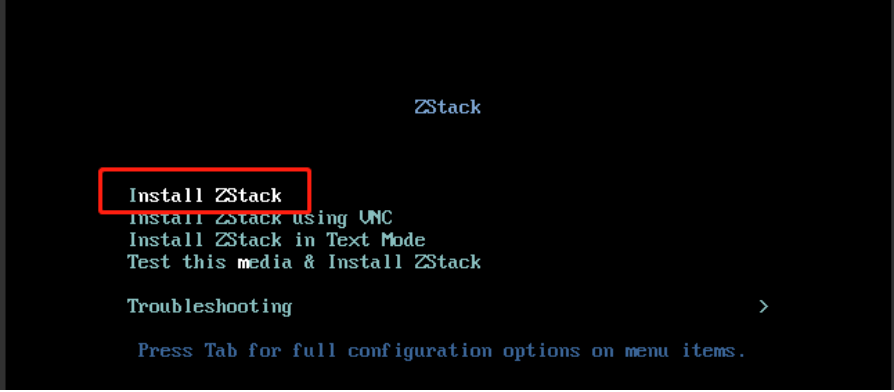 ZStack
Install ZStack
Install ZStack using VNC
Install ZStack in Text Mode
Test this media & Install ZStack
Troubleshooting >
Press Tab for full configuration options on menu items.